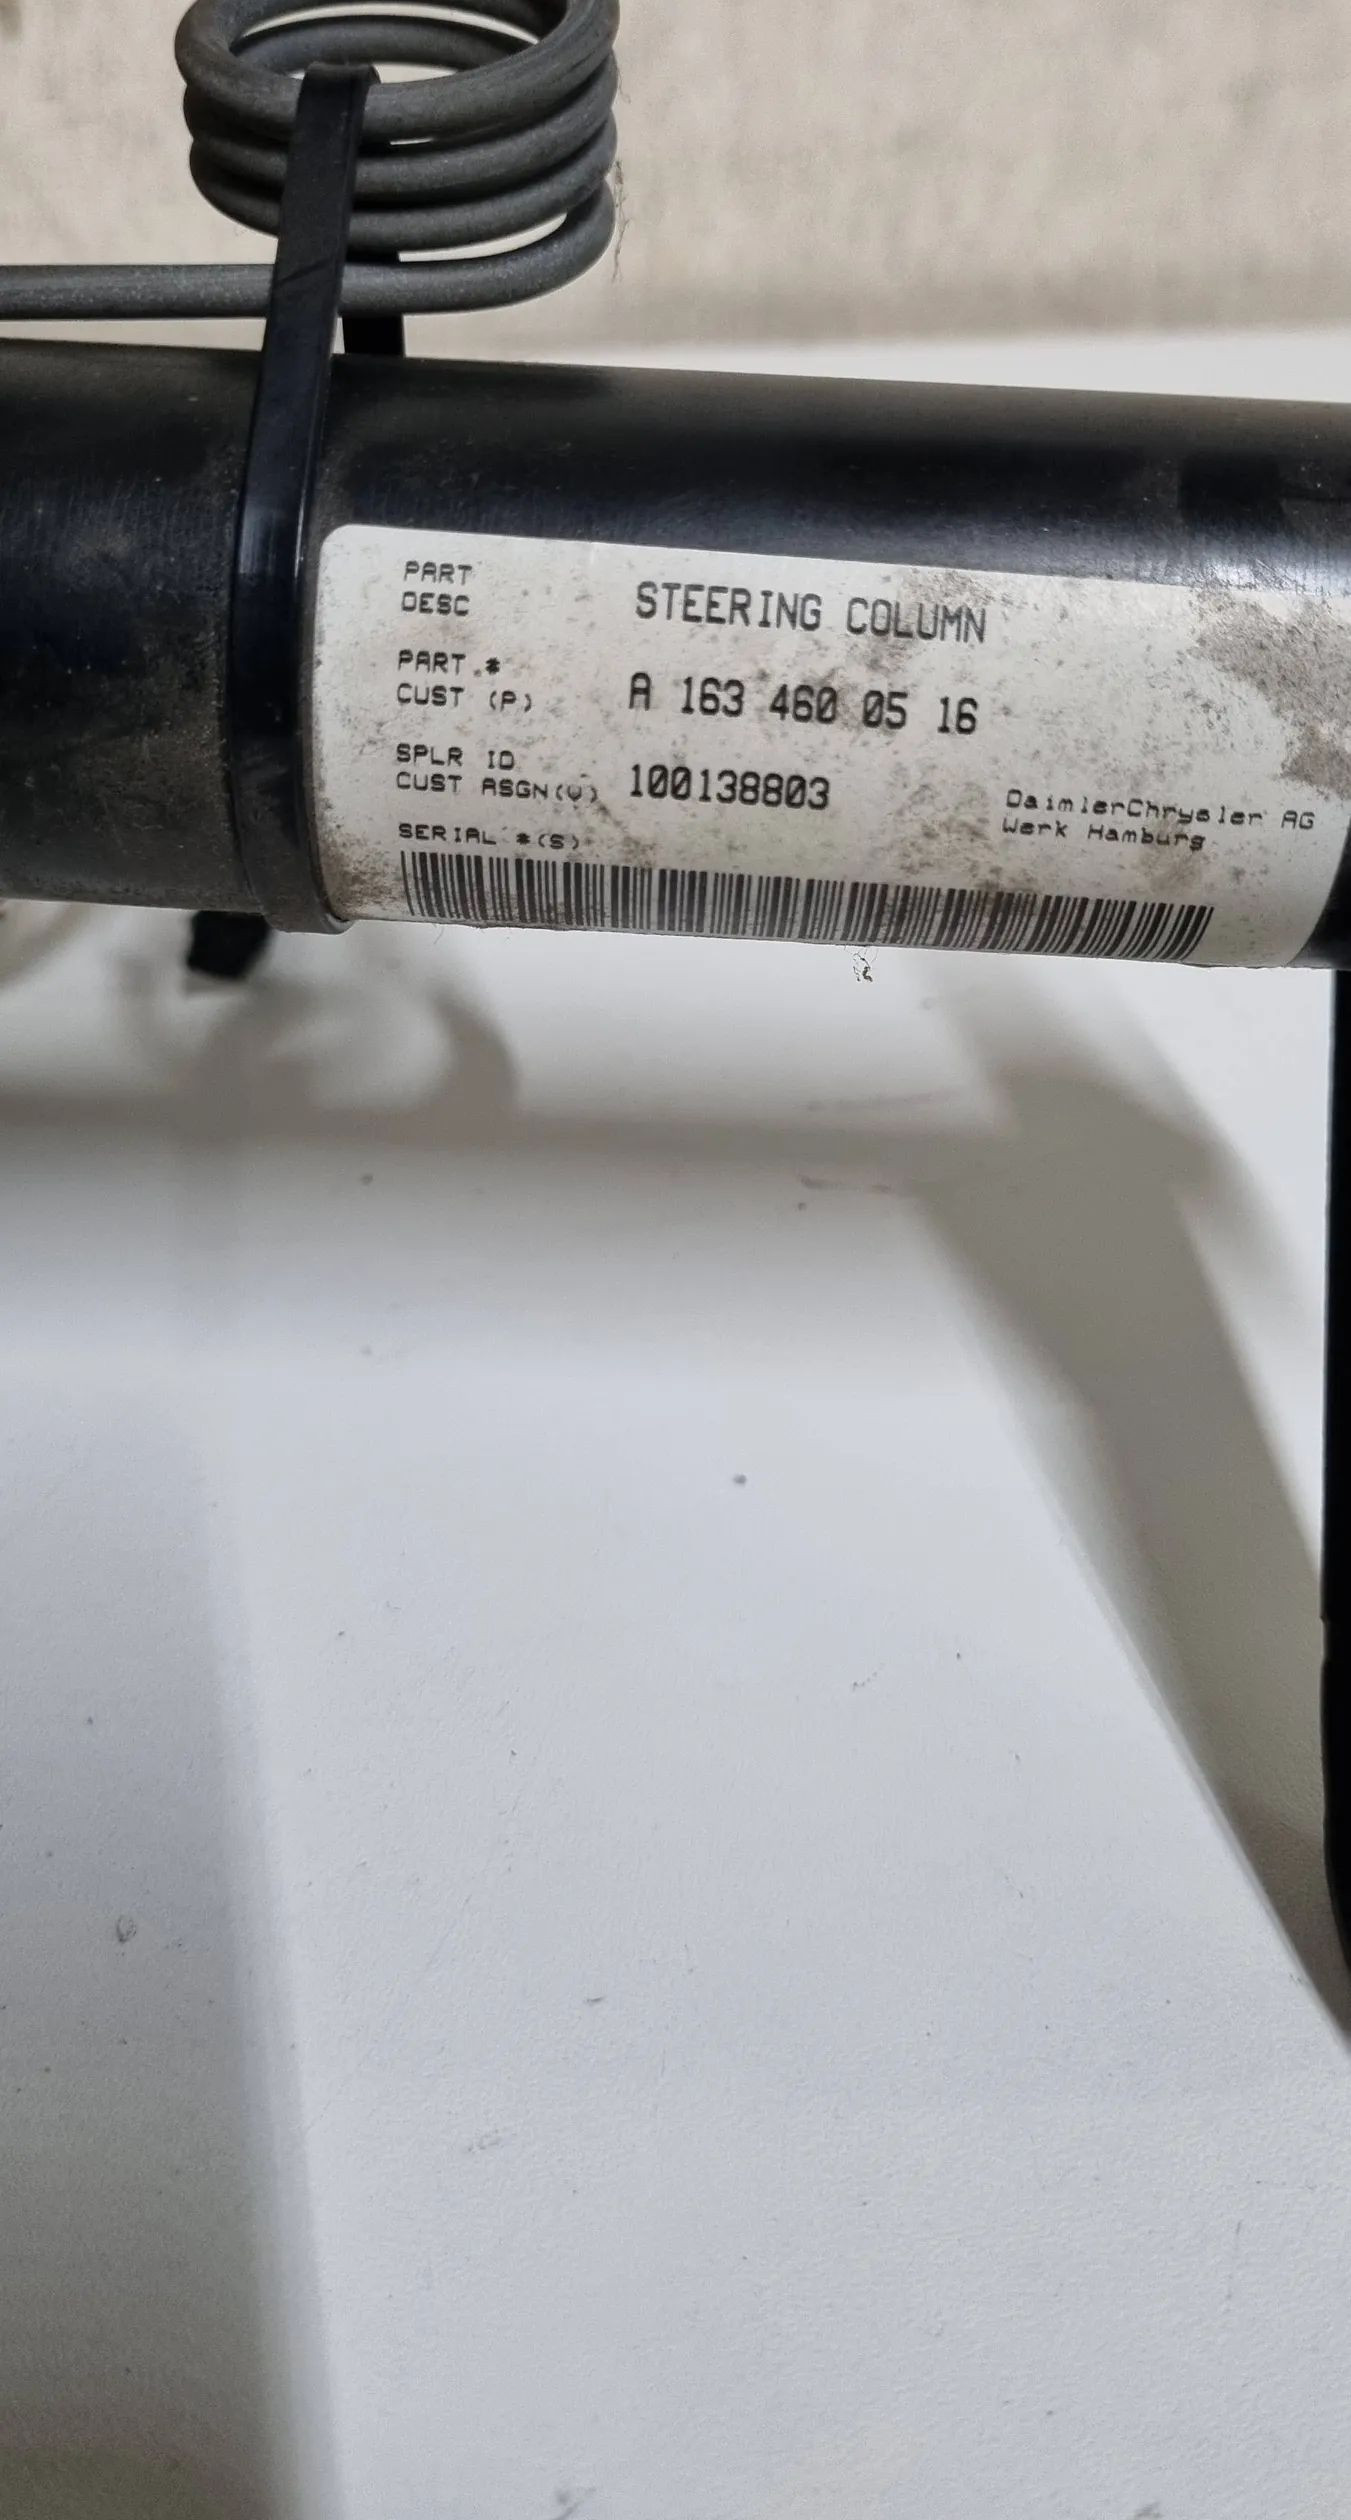 PART
DESC
STEERING COLUMN
PART #
CUST (P)
A 163 460 05 16
SPLR ID
CUST ASGN(V)
100138803
DaimlerChrysler AG
Werk Hamburg
SERIAL #(S)